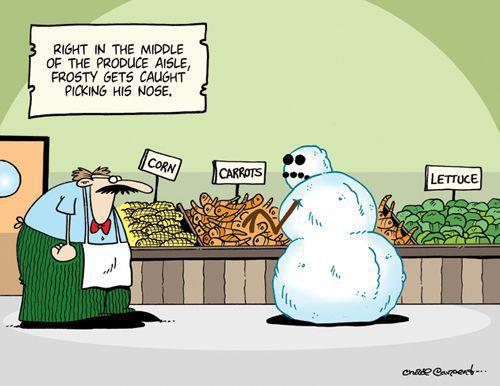 RIGHT IN THE MIDDLE
OF THE PRODUCE AISLE,
FROSTY GETS CAUGHT
PICKING HIS NOSE.
CORN
CARROTS
LETTUCE